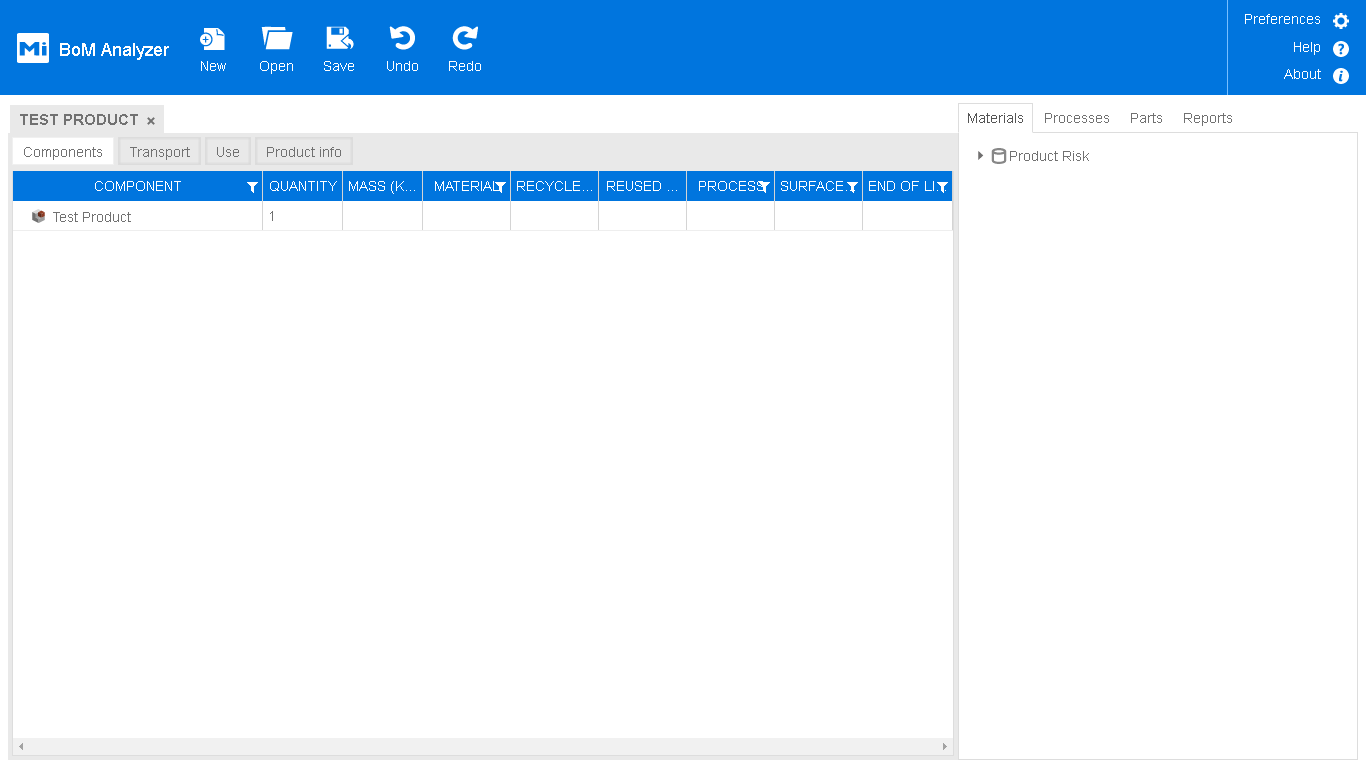 Mi BoM Analyzer
New
Open
Save
Undo
Redo
Preferences
Help
About
TEST PRODUCT ×
Components
Transport
Use
Product info
COMPONENT
QUANTITY
MASS (K...
MATERIAL
RECYCLE...
REUSED ...
PROCESS
SURFACE
END OF LI
Test Product
1
Materials
Processes
Parts
Reports
Product Risk